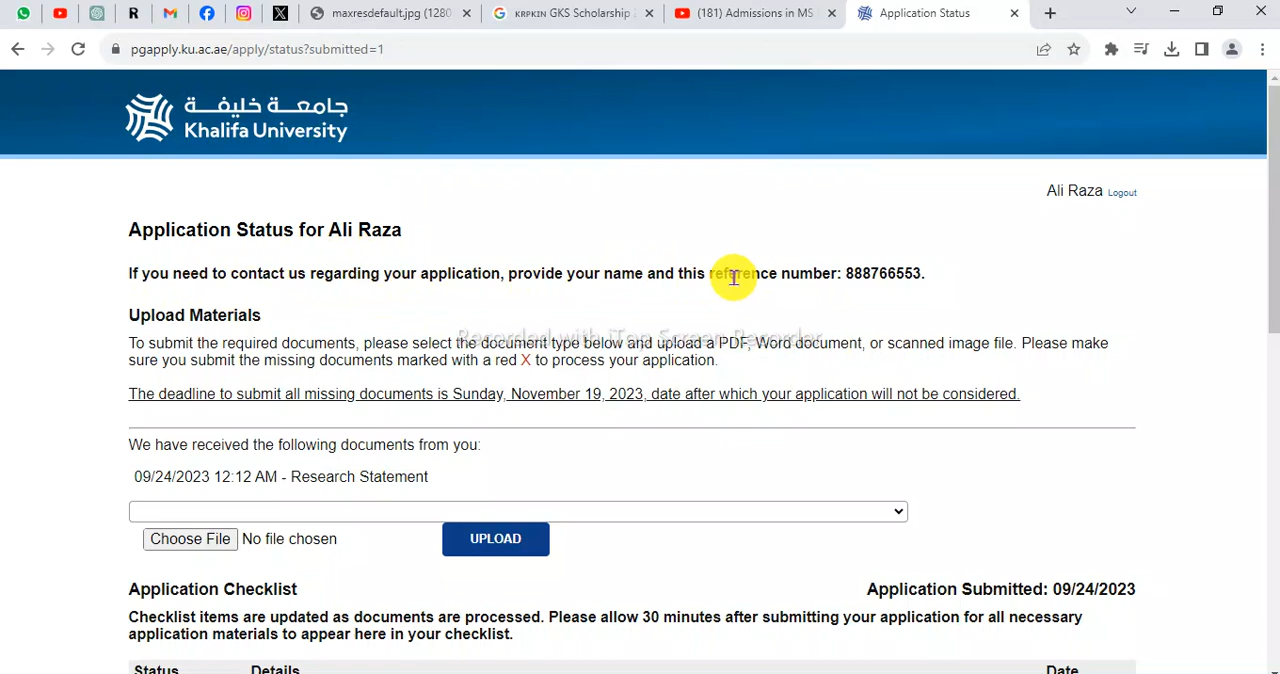 maxresdefault.jpg (1280
KRPKIN GKS Scholarship
(181) Admissions in MS
Application Status
pgapply.ku.ac.ae/apply/status?submitted=1
جامعة خليفة
Khalifa University
Ali Raza Logout
Application Status for Ali Raza
If you need to contact us regarding your application, provide your name and this reference number: 888766553.
Upload Materials
Recorded with iTop Screen Recorder
To submit the required documents, please select the document type below and upload a PDF, Word document, or scanned image file. Please make
sure you submit the missing documents marked with a red X to process your application.
The deadline to submit all missing documents is Sunday, November 19, 2023, date after which your application will not be considered.
We have received the following documents from you:
09/24/2023 12:12 AM - Research Statement
Choose File No file chosen UPLOAD
Application Checklist Application Submitted: 09/24/2023
Checklist items are updated as documents are processed. Please allow 30 minutes after submitting your application for all necessary
application materials to appear here in your checklist.
Status Details Date